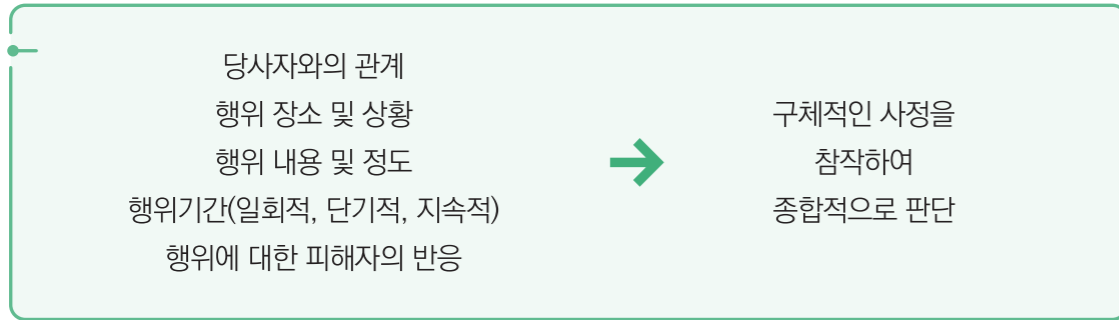 당사자와의 관계
행위 장소 및 상황
행위 내용 및 정도
행위기간(일회적, 단기적, 지속적)
행위에 대한 피해자의 반응
구체적인 사정을
참작하여
종합적으로 판단